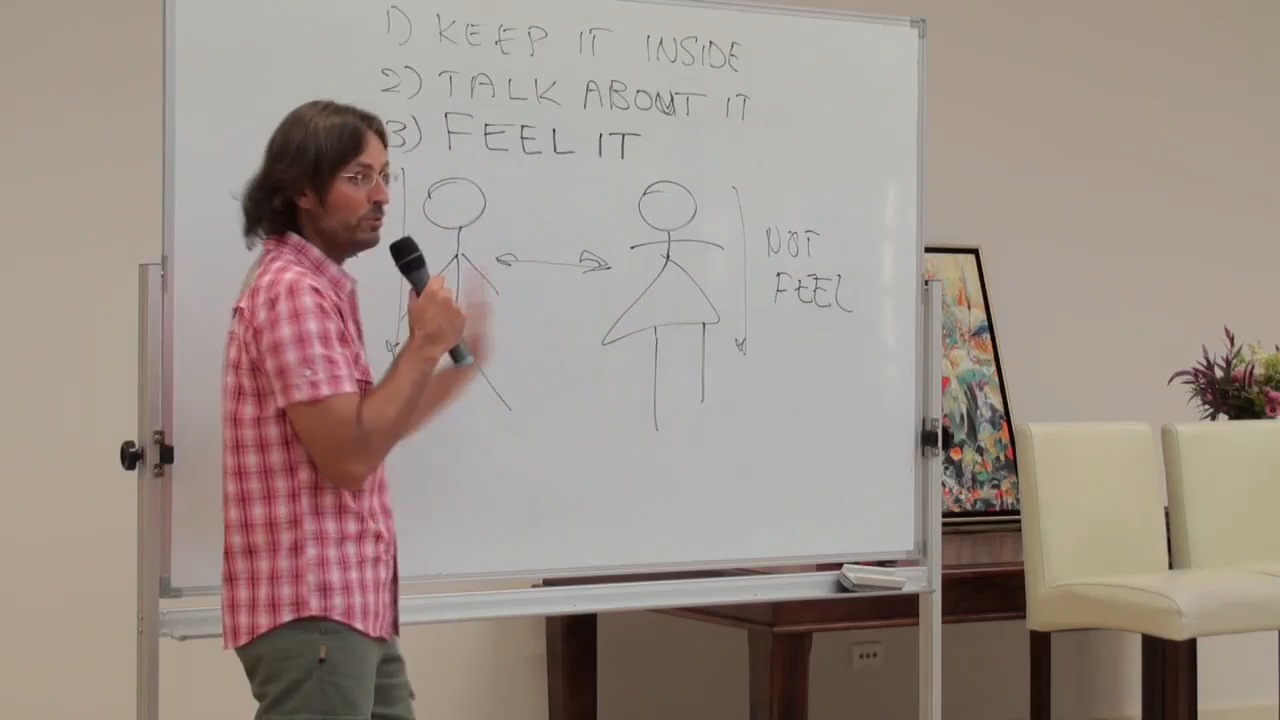 1) KEEP IT INSIDE
2) TALK ABOUT IT
3) FEEL IT
NOT
FEEL